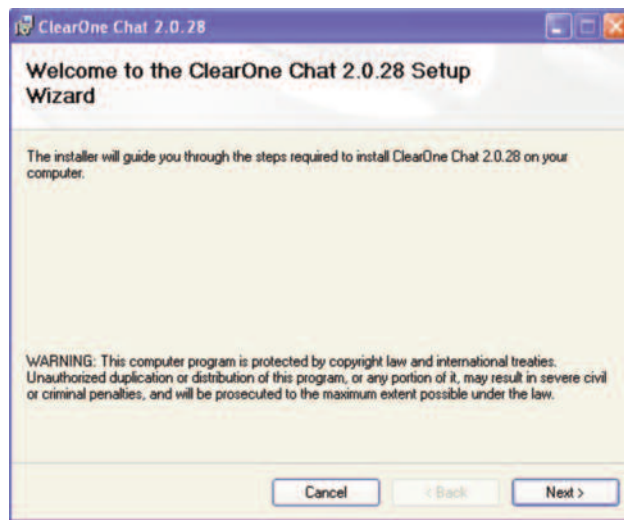 ClearOne Chat 2.0.28
Welcome to the ClearOne Chat 2.0.28 Setup
Wizard
The installer will guide you through the steps required to install ClearOne Chat 2.0.28 on your
computer.
WARNING: This computer program is protected by copyright law and international treaties.
Unauthorized duplication or distribution of this program, or any portion of it, may result in severe civil
or criminal penalties, and will be prosecuted to the maximum extent possible under the law.
Cancel < Back Next >